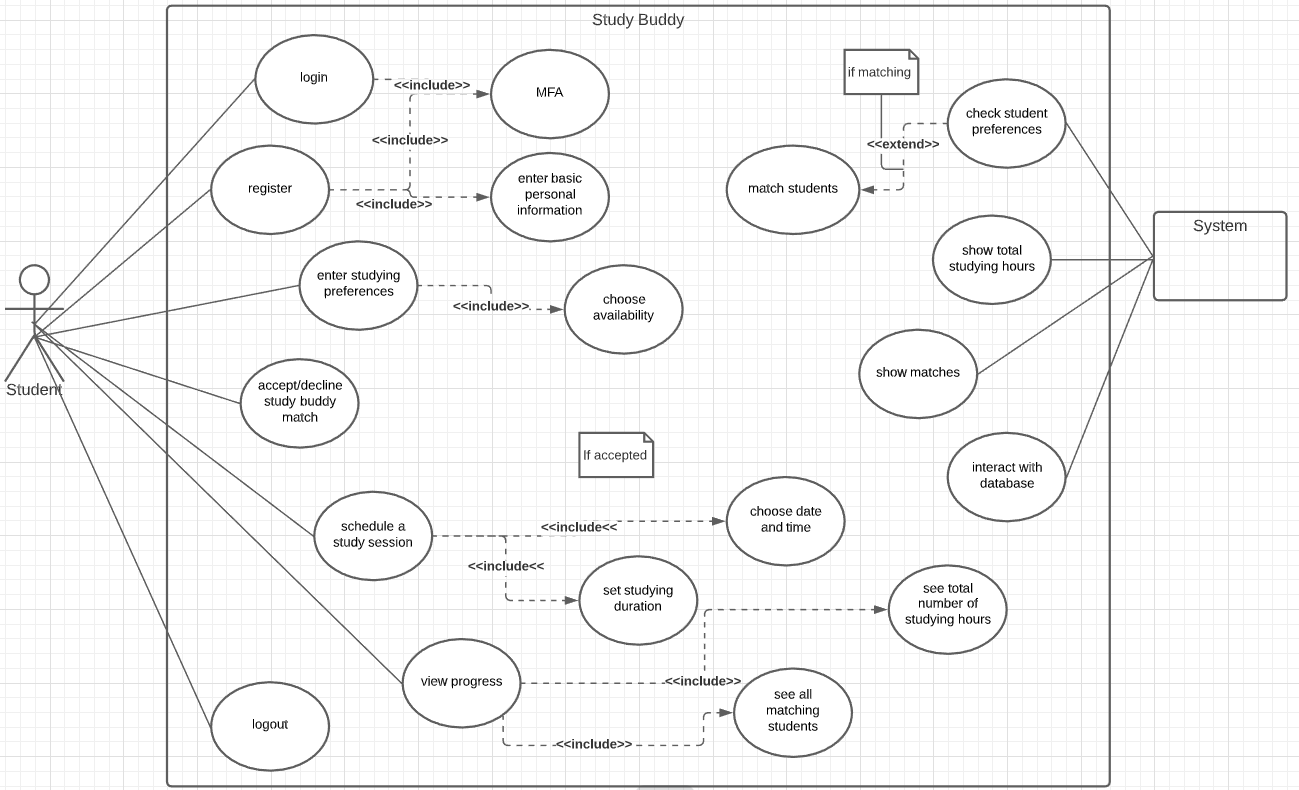 Study Buddy
login
<<include>>
MFA
if matching
check student
preferences
<<include>>
<<extend>>
register
enter basic
personal
information
match students
<<include>>
System
show total
studying hours
enter studying
preferences
<<include>>
choose
availability
Student
accept/decline
study buddy
match
show matches
If accepted
interact with
database
schedule a
study session
<<include<<
choose date
and time
<<include<<
set studying
duration
see total
number of
studying hours
view progress
<<include>>
see all
matching
students
logout
<<include>>